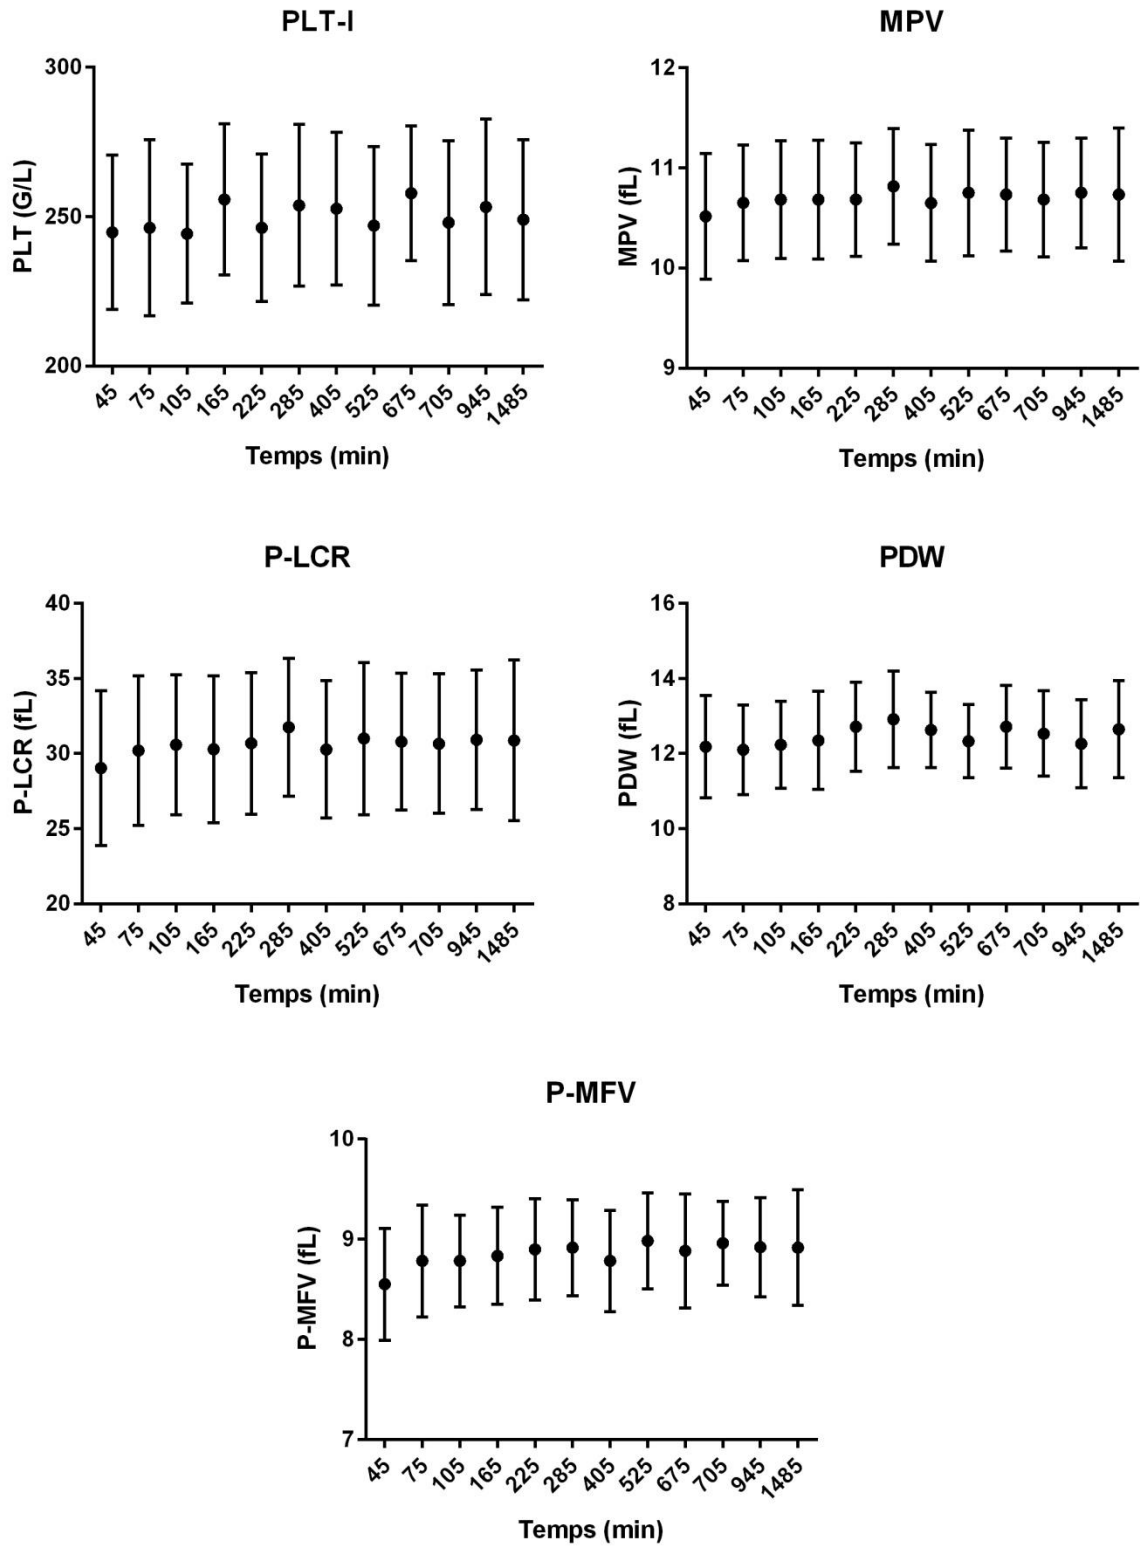 PLT-I
PLT (G/L)
300
250
200
45 75 105 165 225 285 405 525 675 705 945 1485
Temps (min)
MPV
MPV (fL)
12
11
10
9
45 75 105 165 225 285 405 525 675 705 945 1485
Temps (min)
P-LCR
P-LCR (fL)
40
35
30
25
20
45 75 105 165 225 285 405 525 675 705 945 1485
Temps (min)
PDW
PDW (fL)
16
14
12
10
8
45 75 105 165 225 285 405 525 675 705 945 1485
Temps (min)
P-MFV
P-MFV (fL)
10
9
8
7
45 75 105 165 225 285 405 525 675 705 945 1485
Temps (min)